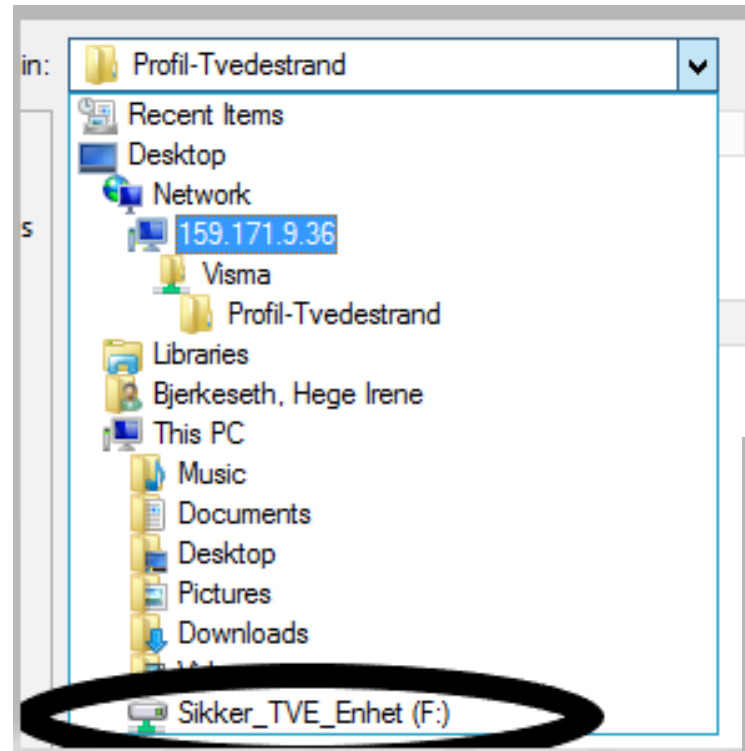 in:
Profil-Tvedestrand
Recent Items
Desktop
Network
s
159.171.9.36
Visma
Profil-Tvedestrand
Libraries
Bjerkeseth, Hege Irene
This PC
Music
Documents
Desktop
Pictures
Downloads
Sikker_TVE_Enhet (F:)